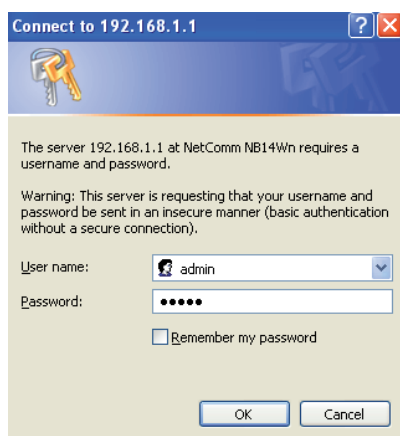 Connect to 192.168.1.1
The server 192.168.1.1 at NetComm NB14Wn requires a
username and password.
Warning: This server is requesting that your username and
password be sent in an insecure manner (basic authentication
without a secure connection).
User name:
admin
Password:
•••••
Remember my password
OK
Cancel